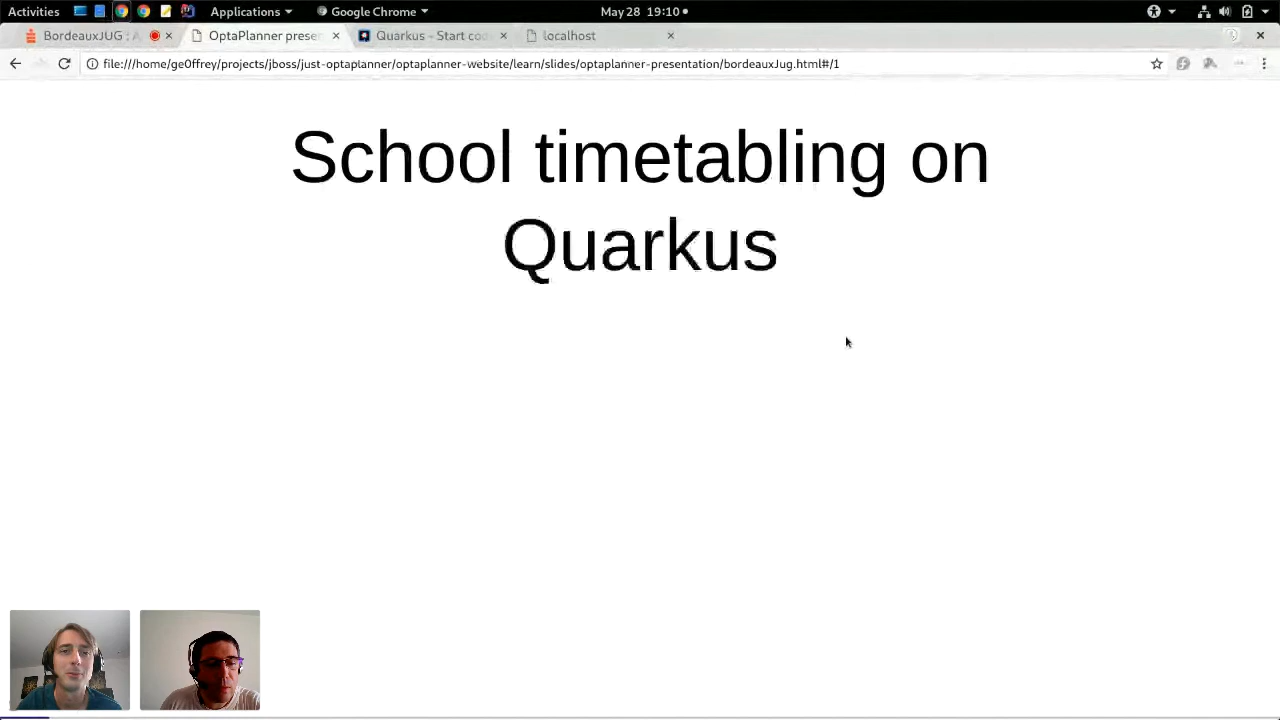 Activities Applications Google Chrome May 28 19:10
BordeauxJUG : A OptaPlanner prese Quarkus - Start co localhost
file:///home/ge0ffrey/projects/jboss/just-optaplanner/optaplanner-website/learn/slides/optaplanner-presentation/bordeauxJug.html#/1
School timetabling on
Quarkus